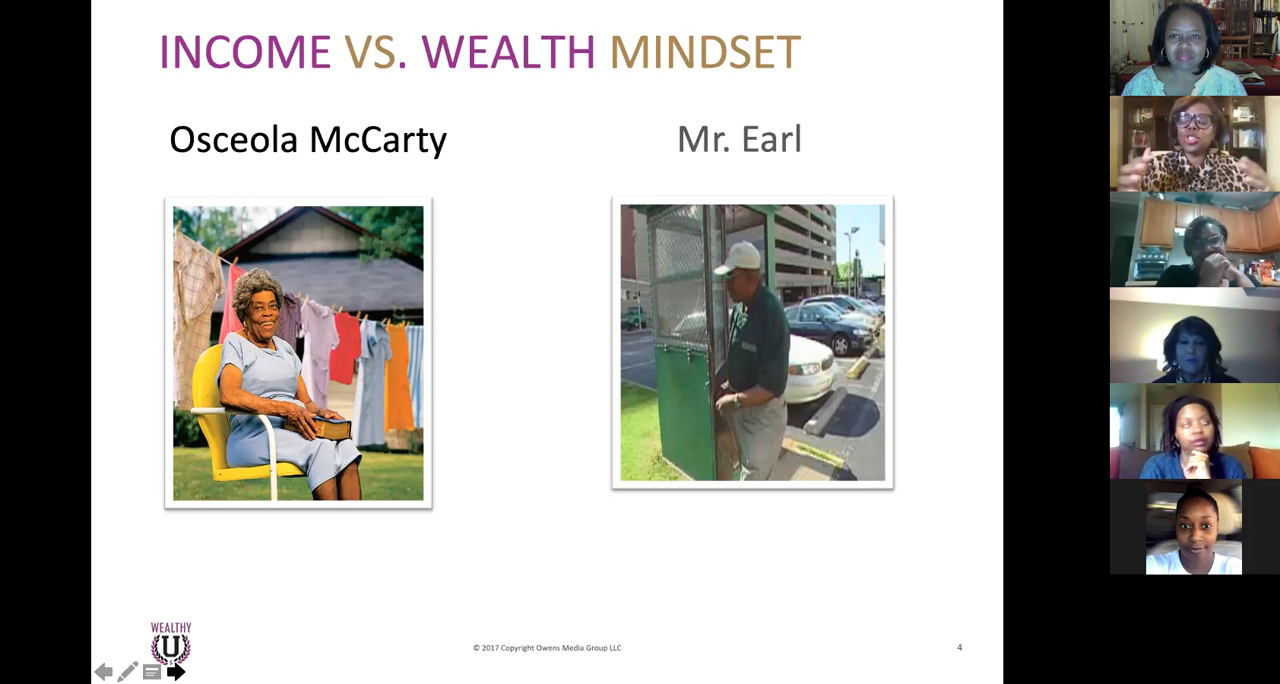 INCOME VS. WEALTH MINDSET
Osceola McCarty
Mr. Earl
WEALTHY
U
© 2017 Copyright Owens Media Group LLC
4